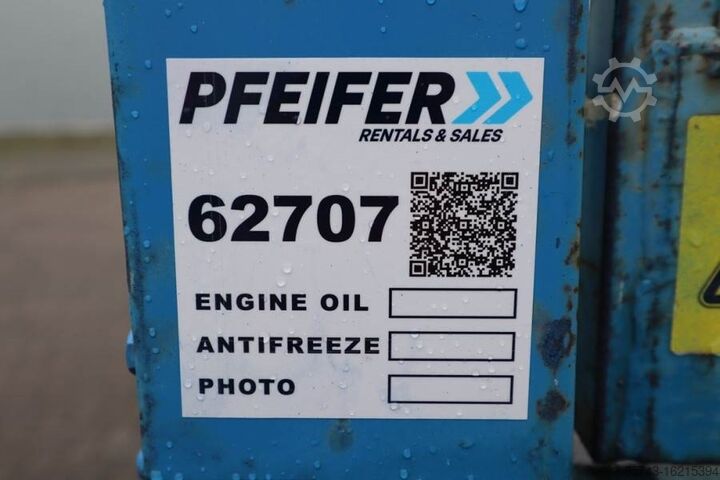 PFEIFER
RENTALS & SALES
62707
ENGINE OIL
ANTIFREEZE
PHOTO